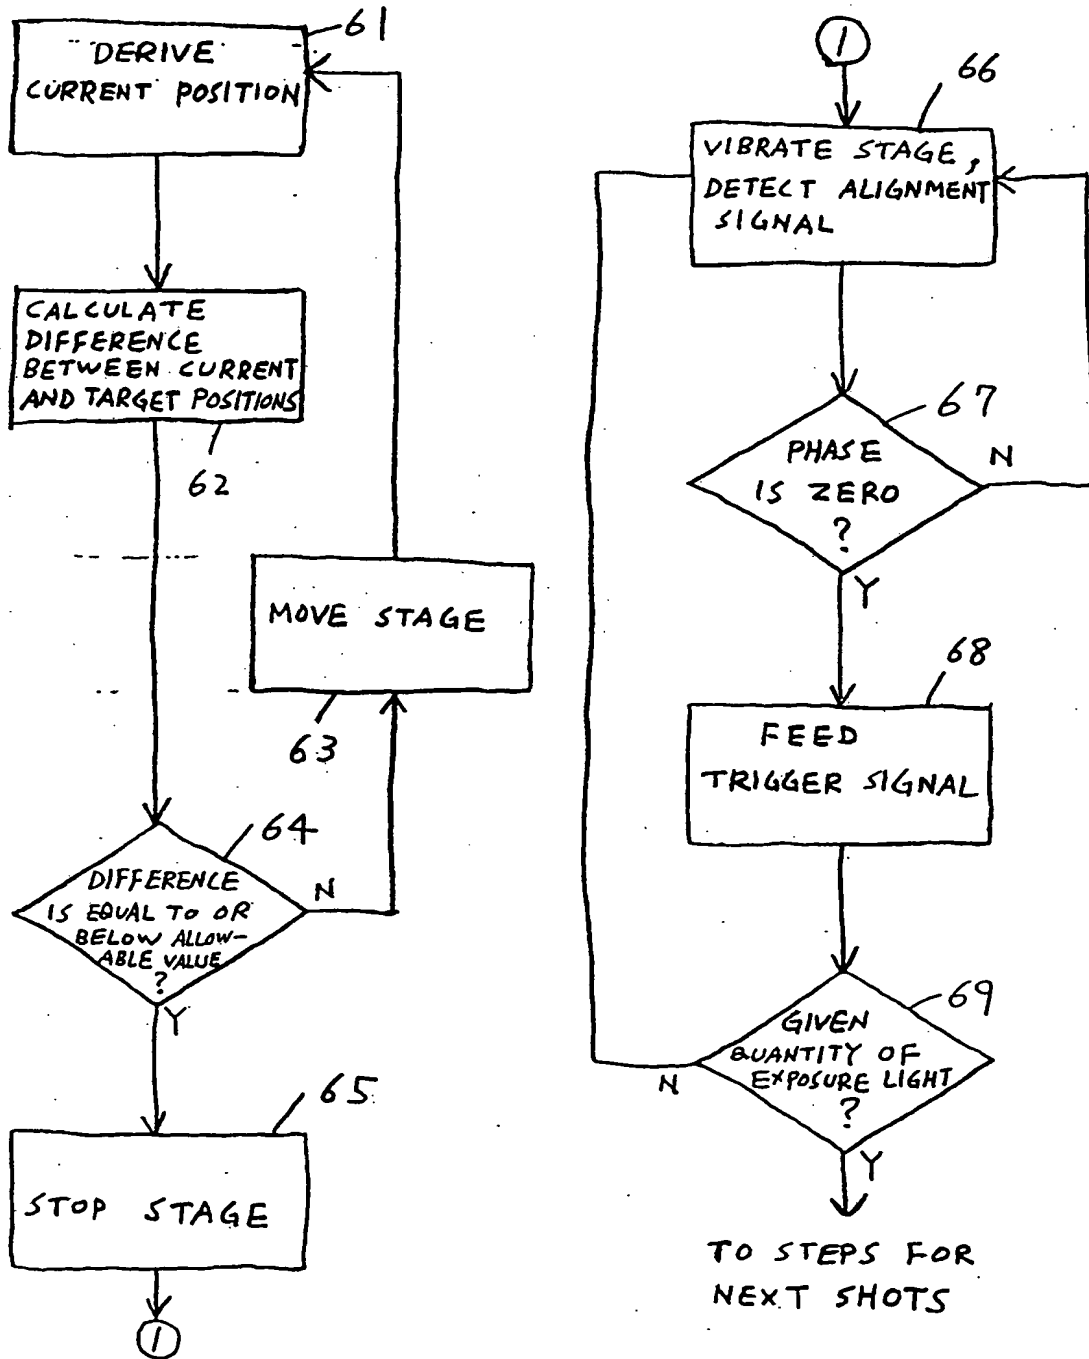 61
DERIVE
CURRENT POSITION
CALCULATE
DIFFERENCE
BETWEEN CURRENT
AND TARGET POSITIONS
62
MOVE STAGE
63
64
DIFFERENCE
IS EQUAL TO OR
BELOW ALLOW-
ABLE VALUE
?
N
Y
65
STOP STAGE
1
1
66
VIBRATE STAGE,
DETECT ALIGNMENT
SIGNAL
67
PHASE
IS ZERO
?
N
Y
68
FEED
TRIGGER SIGNAL
69
GIVEN
QUANTITY OF
EXPOSURE LIGHT
?
N
Y
TO STEPS FOR
NEXT SHOTS